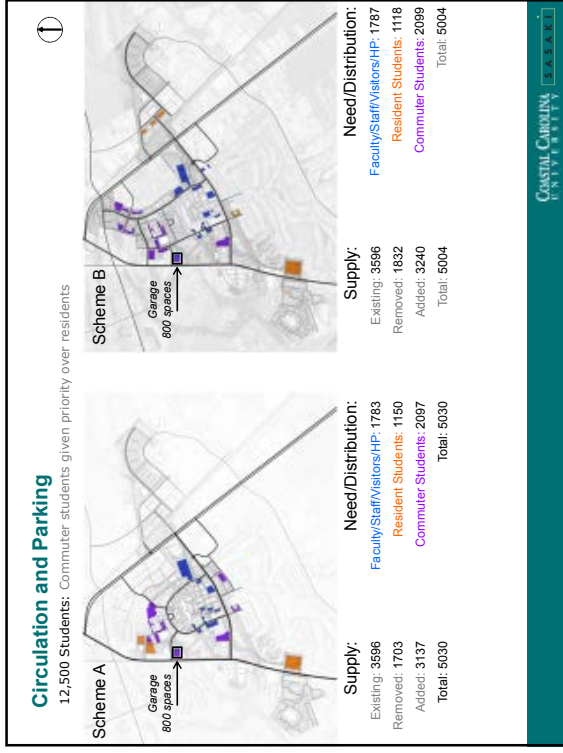 Circulation and Parking
12,500 Students: Commuter students given priority over residents
Scheme A
Garage
800 spaces
Supply:
Existing: 3596
Removed: 1703
Added: 3137
Total: 5030
Need/Distribution:
Faculty/Staff/Visitors/HP: 1783
Resident Students: 1150
Commuter Students: 2097
Total: 5030
Scheme B
Garage
800 spaces
Supply:
Existing: 3596
Removed: 1832
Added: 3240
Total: 5004
Need/Distribution:
Faculty/Staff/Visitors/HP: 1787
Resident Students: 1118
Commuter Students: 2099
Total: 5004
COASTAL CAROLINA
UNIVERSITY
SASAKI